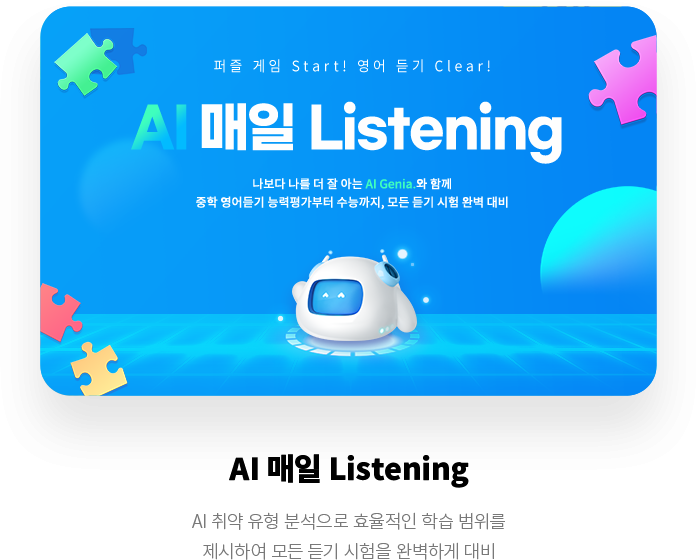 퍼즐 게임 Start! 영어 듣기 Clear!
AI 매일 Listening
나보다 나를 더 잘 아는 AI Genia.와 함께
중학 영어듣기 능력평가부터 수능까지, 모든 듣기 시험 완벽 대비
AI 매일 Listening
AI 취약 유형 분석으로 효율적인 학습 범위를
제시하여 모든 듣기 시험을 완벽하게 대비